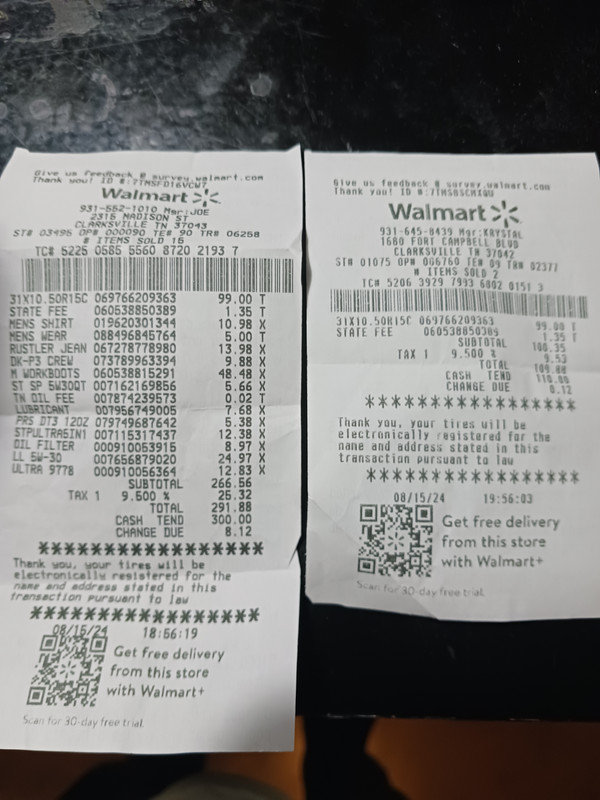 Give us feedback @ survey.walmart.com
Thank you! ID #:7TMSFD16VCW7
Walmart
931-552-1010 Mgr:JOE
2315 MADISON ST
CLARKSVILLE TN 37043
ST# 03495 OP# 000090 TE# 90 TR# 06258
# ITEMS SOLD 15
TC# 5225 0585 5560 8720 2193 7
31X10.50R15C 069766209363 99.00 T
STATE FEE 060538850389 1.35 T
MENS SHIRT 019620301344 10.98 X
MENS WEAR 088496845764 5.00 T
RUSTLER JEAN 067278778980 13.98 X
DK-P3 CREW 073789963394 9.88 X
M WORKBOOTS 060538815291 48.48 X
ST SP 5W30QT 007162169856 5.66 X
TN OIL FEE 007874239573 0.02 T
LUBRICANT 007956749005 7.68 X
PRS DT3 12OZ 079749687642 5.38 X
STPULTRA5IN1 007115317437 12.38 X
OIL FILTER 000910053915 8.97 X
LL 5W-30 007656879020 24.97 X
ULTRA 9778 000910056364 12.83 X
SUBTOTAL 266.56
TAX 1 9.500 % 25.32
TOTAL 291.88
CASH TEND 300.00
CHANGE DUE 8.12
****************
Thank you, your tires will be
electronically registered for the
name and address stated in this
transaction pursuant to law
****************
08/15/24 18:56:19
Get free delivery
from this store
with Walmart+
Scan for 30-day free trial.
Give us feedback @ survey.walmart.com
Thank you! ID #:
Walmart
931-645-8439 Mgr:KRYSTAL
1680 FORT CAMPBELL BLVD
CLARKSVILLE TN 37042
ST# 01075 OP# 006760 TE# 09 TR# 02377
# ITEMS SOLD 2
TC# 5206 3929 7993 6802 0151 3
31X10.50R15C 069766209363 99.00 T
STATE FEE 060538850389 1.35 T
SUBTOTAL 100.35
TAX 1 9.500 % 9.53
TOTAL 109.88
CASH TEND 110.00
CHANGE DUE 0.12
****************
Thank you, your tires will be
electronically registered for the
name and address stated in this
transaction pursuant to law
****************
08/15/24 19:56:03
Get free delivery
from this store
with Walmart+
Scan for 30-day free trial.